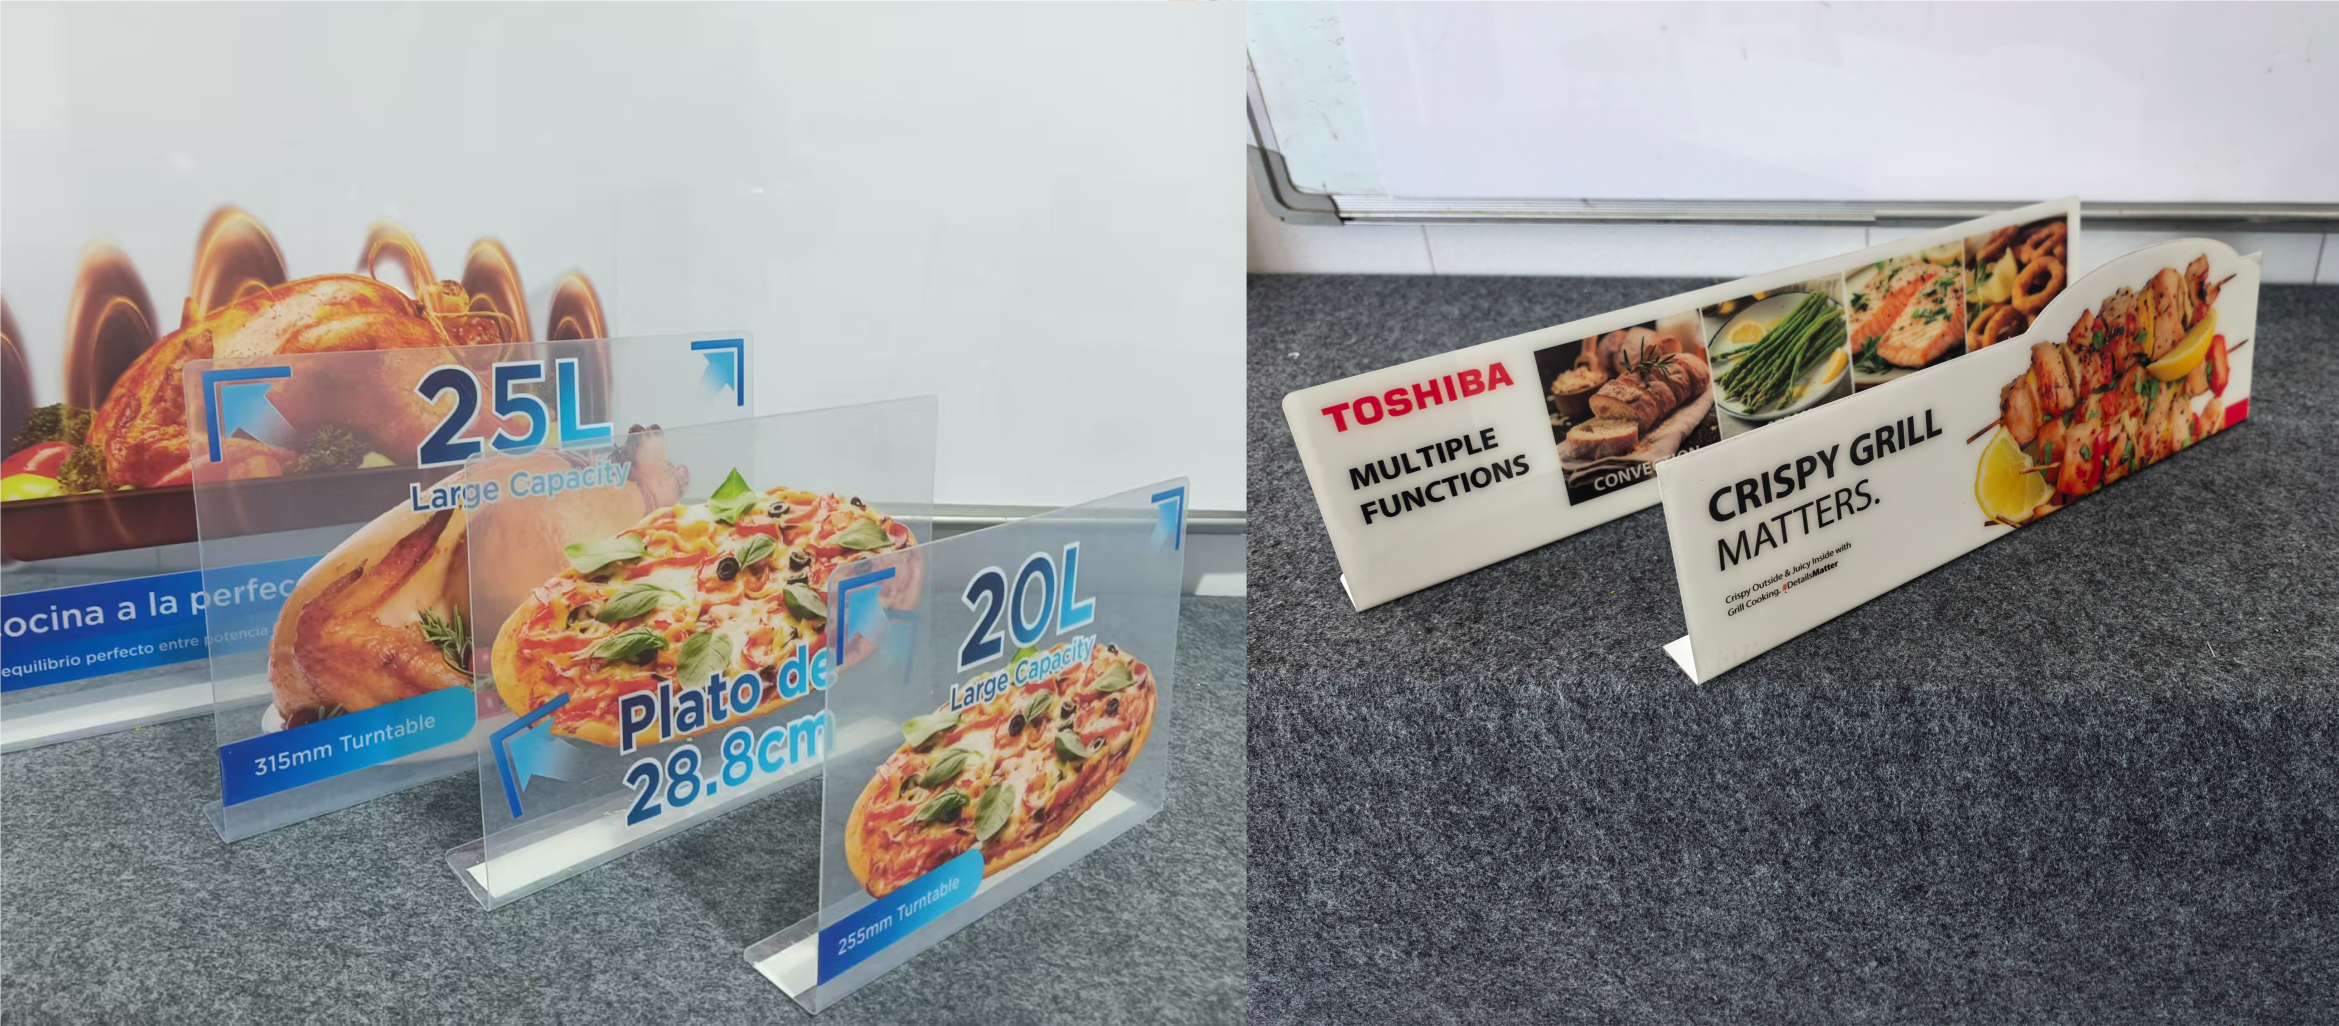 25L
Large Capacity
315mm Turntable
ocina a la perfec
equilibrio perfecto entre potencia
Plato de
28.8cm
20L
Large Capacity
255mm Turntable
TOSHIBA
MULTIPLE
FUNCTIONS
CONVECTION
CRISPY GRILL
MATTERS.
Crispy Outside & Juicy Inside with
Grill Cooking. #DetailsMatter